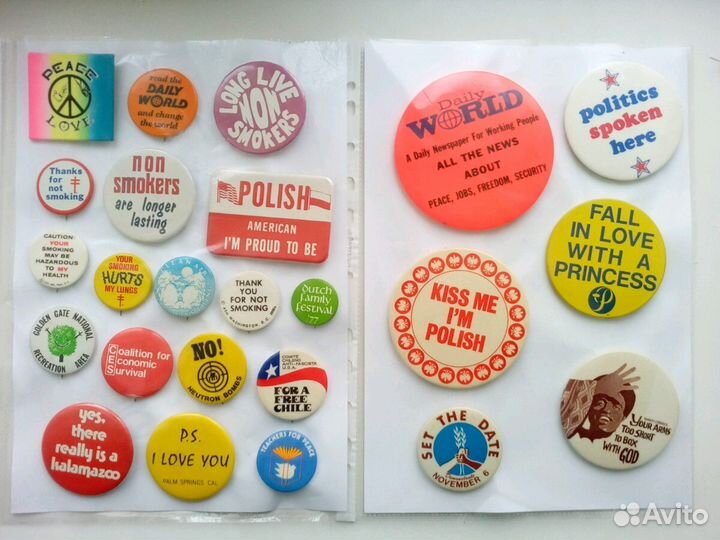 PEACE
LOVE
read the
DAILY
WORLD
and change
the world
LONG LIVE
NON
SMOKERS
Thanks
for not
smoking
non
smokers
are longer
lasting
POLISH
AMERICAN
I'M PROUD TO BE
CAUTION:
YOUR
SMOKING
MAY BE
HAZARDOUS
TO MY
HEALTH
YOUR
SMOKING
HURTS
MY LUNGS
THANK
YOU
FOR NOT
SMOKING
WASHINGTON, D.C.
dutch
family
festival
'77
GOLDEN GATE NATIONAL
RECREATION AREA
Coalition for
Economic
Survival
NO!
NEUTRON BOMBS
COMITE
CHILENO
ANTI-FASCISTA
U.S.A.
FOR A
FREE
CHILE
yes,
there
really is a
kalamazoo
P.S.
I LOVE YOU
PALM SPRINGS CAL.
TEACHERS FOR PEACE
Daily
WORLD
A Daily Newspaper For Working People
ALL THE NEWS
ABOUT
PEACE, JOBS, FREEDOM, SECURITY
politics
spoken
here
FALL
IN LOVE
WITH A
PRINCESS
P
KISS ME
I'M
POLISH
SET THE DATE
NOVEMBER 6
YOUR ARMS
TOO SHORT
TO BOX
WITH GOD
Avito